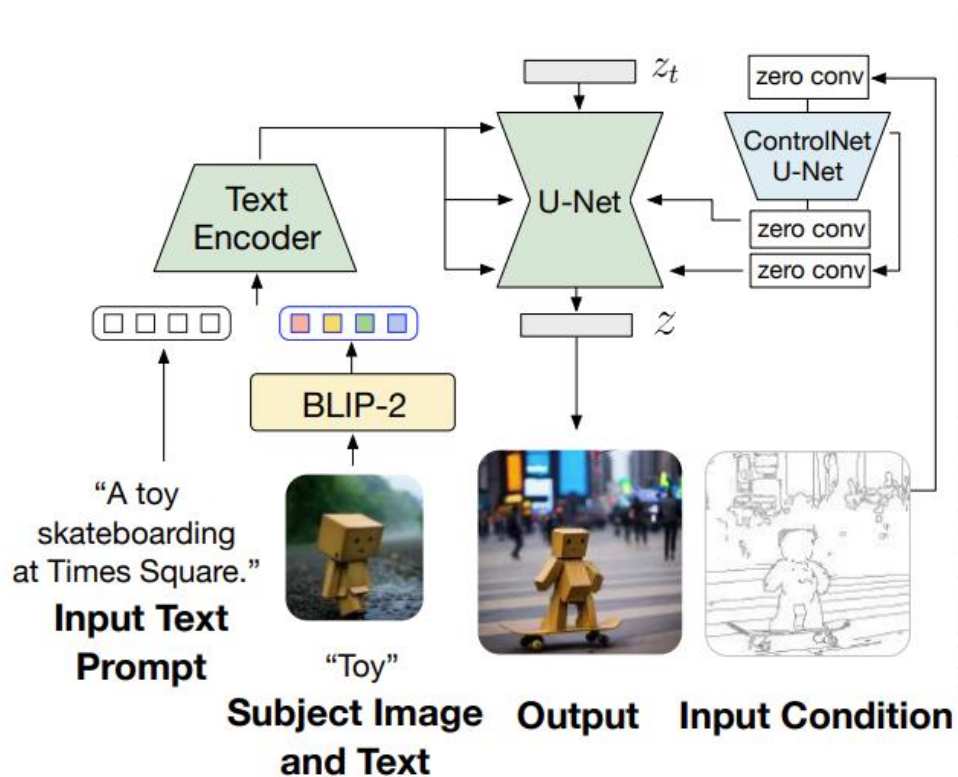 z_t
zero conv
ControlNet
U-Net
Text
Encoder
U-Net
zero conv
zero conv
z
BLIP-2
“A toy
skateboarding
at Times Square.”
Input Text
Prompt
“Toy”
Subject Image
and Text
Output
Input Condition